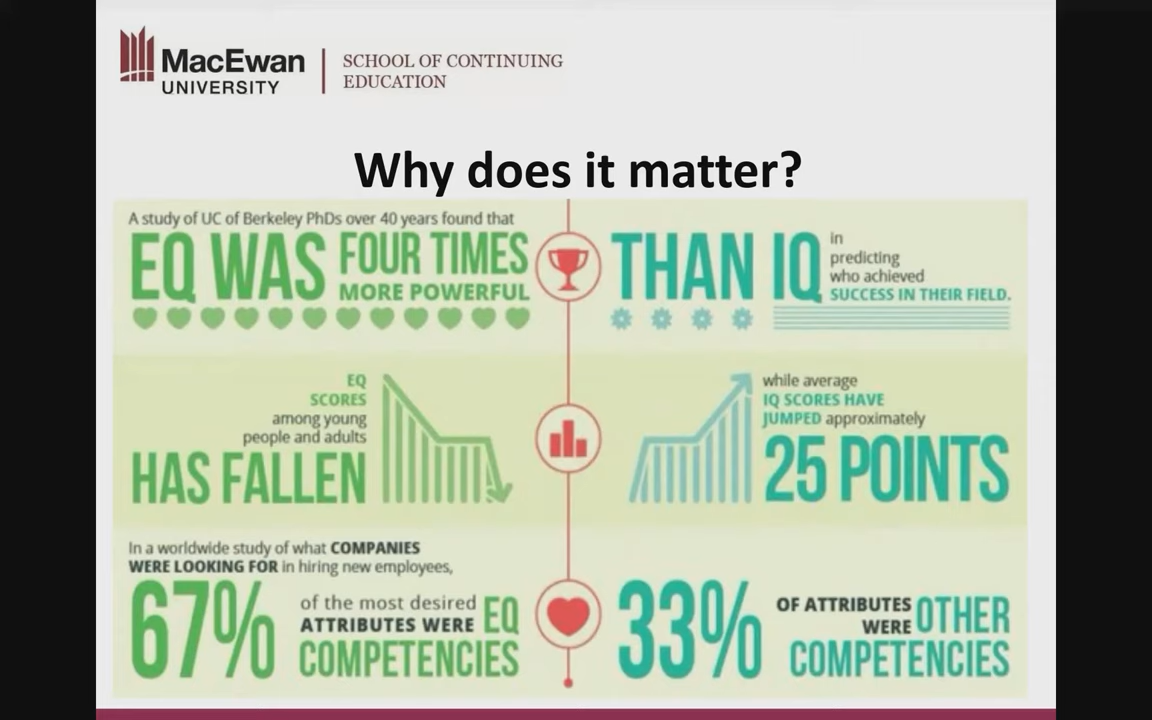 MacEwan
UNIVERSITY
SCHOOL OF CONTINUING
EDUCATION
Why does it matter?
A study of UC of Berkeley PhDs over 40 years found that
EQ WAS FOUR TIMES
MORE POWERFUL
THAN IQ
in
predicting
who achieved
SUCCESS IN THEIR FIELD.
EQ
SCORES
among young
people and adults
HAS FALLEN
while average
IQ SCORES HAVE
JUMPED approximately
25 POINTS
In a worldwide study of what COMPANIES
WERE LOOKING FOR in hiring new employees,
67%
of the most desired
ATTRIBUTES WERE EQ
COMPETENCIES
33%
OF ATTRIBUTES
WERE OTHER
COMPETENCIES